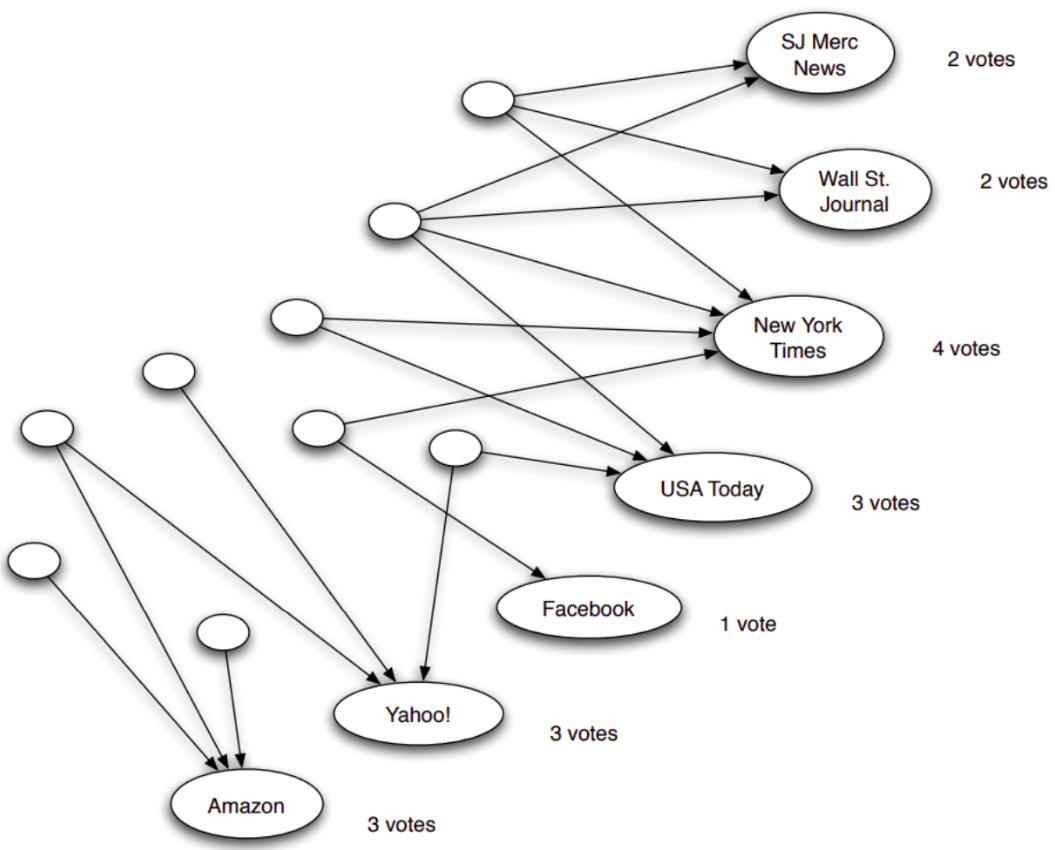 SJ Merc
News
2 votes
Wall St.
Journal
2 votes
New York
Times
4 votes
USA Today
3 votes
Facebook
1 vote
Yahoo!
3 votes
Amazon
3 votes